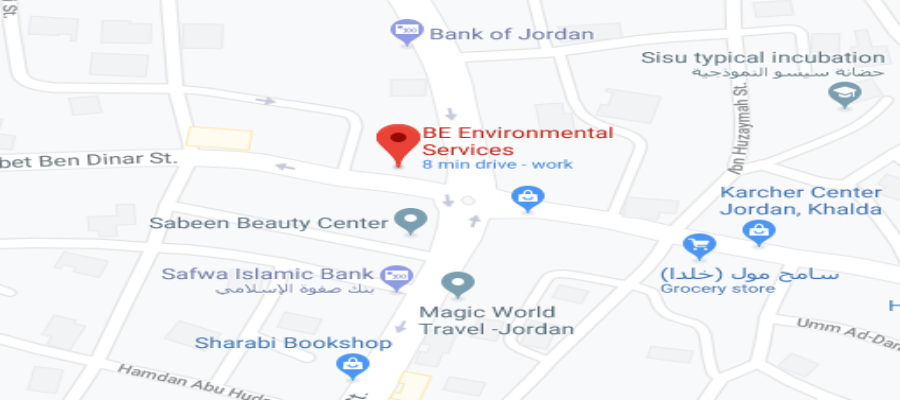 St.
Bank of Jordan
Sisu typical incubation
حضانة سيسو النموذجية
BE Environmental
Services
8 min drive - work
bet Ben Dinar St.
Ibn Huzaymah St.
Karcher Center
Jordan, Khalda
Sabeen Beauty Center
سامح مول (خلدا)
Grocery store
Safwa Islamic Bank
بنك صفوة الإسلامي
Magic World
Travel -Jordan
H
Umm Ad-Dan
Sharabi Bookshop
Hamdan Abu Huda
t.